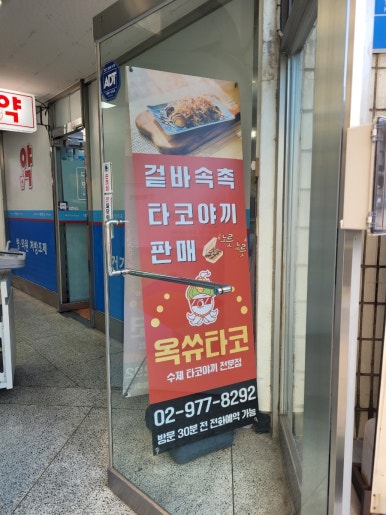 ADT
약
약
겉바속촉
타코야끼
판매
옥쓔타코
수제 타코야끼 전문점
02-977-8292
방문 30분 전 전화예약 가능